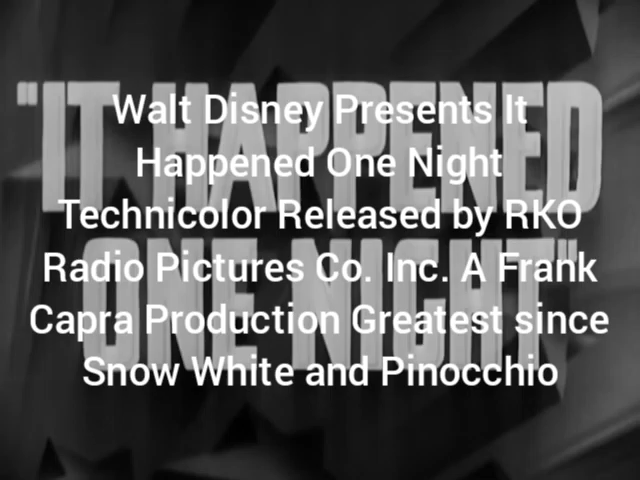 "IT HAPPENED
ONE NIGHT"
Walt Disney Presents It
Happened One Night
Technicolor Released by RKO
Radio Pictures Co. Inc. A Frank
Capra Production Greatest since
Snow White and Pinocchio